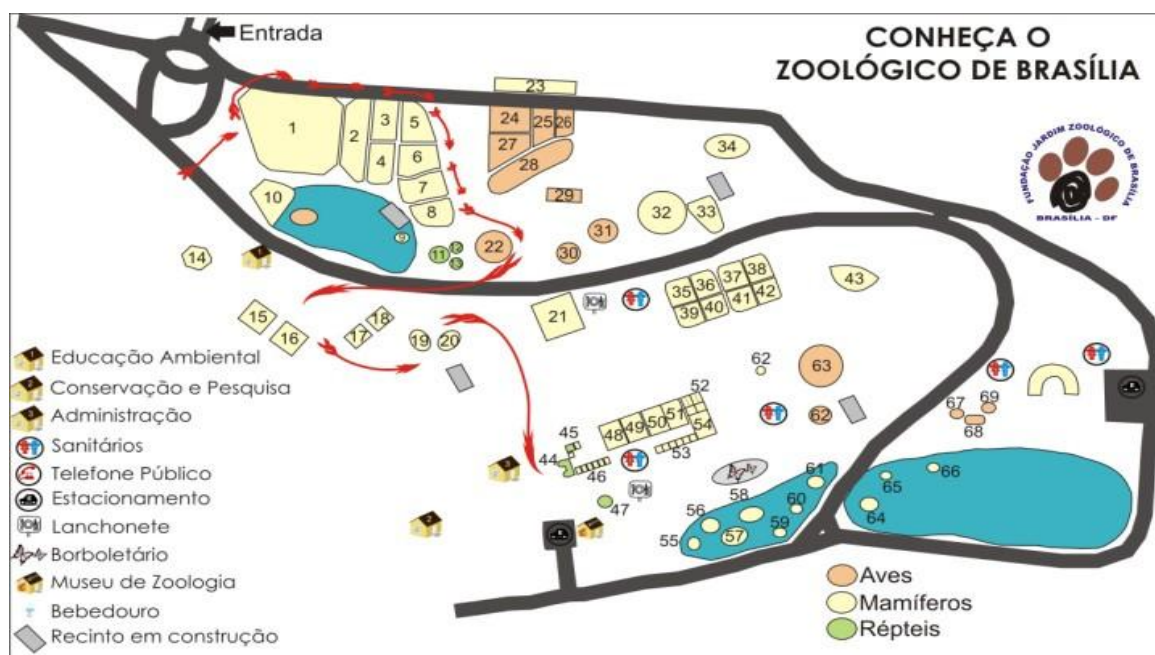 Entrada
CONHEÇA O
ZOOLÓGICO DE BRASÍLIA
FUNDAÇÃO JARDIM ZOOLÓGICO DE BRASÍLIA
BRASÍLIA - DF
23
24 25 26
27
28
29
34
1 2 3 5
4 6
7
8
10
9
11 12
13
22
31
30
32 33
14
15
16
17 18
19 20
21
35 36 37 38
39 40 41 42
43
62
63
62
52
48 49 50 51
54
53
45
44
46
47
67 69
68
61
58
60
56
57
59
55
66
65
64
1 Educação Ambiental
2 Conservação e Pesquisa
3 Administração
Sanitários
Telefone Público
E Estacionamento
Lanchonete
Borboletário
Museu de Zoologia
Bebedouro
Recinto em construção
Aves
Mamíferos
Répteis